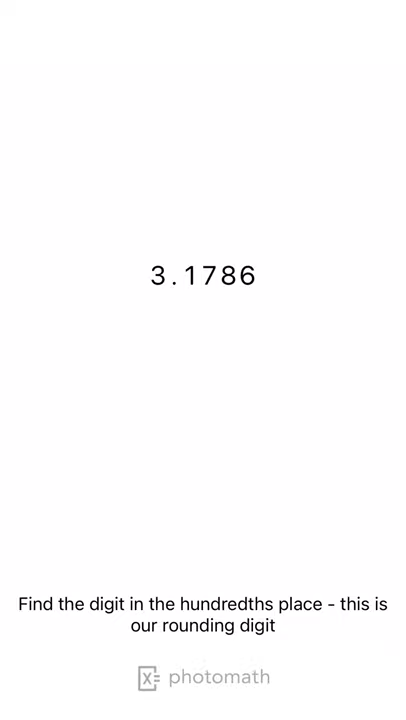 3.1786
Find the digit in the hundredths place - this is
our rounding digit
photomath